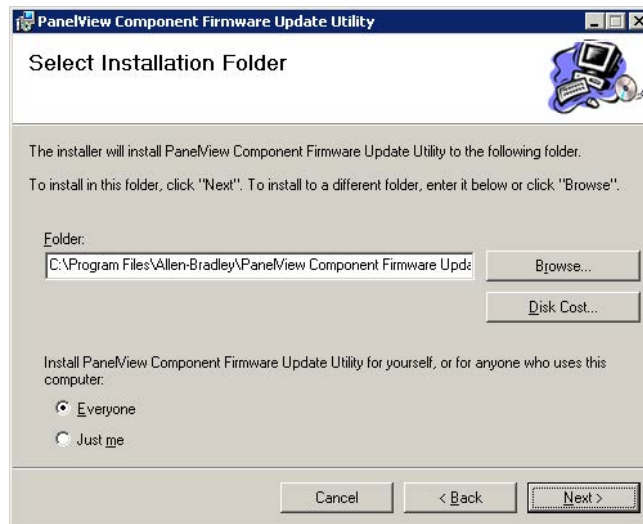 PanelView Component Firmware Update Utility
Select Installation Folder
The installer will install PanelView Component Firmware Update Utility to the following folder.
To install in this folder, click "Next". To install to a different folder, enter it below or click "Browse".
Folder:
C:\Program Files\Allen-Bradley\PanelView Component Firmware Upda
Browse...
Disk Cost...
Install PanelView Component Firmware Update Utility for yourself, or for anyone who uses this
computer:
Everyone
Just me
Cancel
< Back
Next >